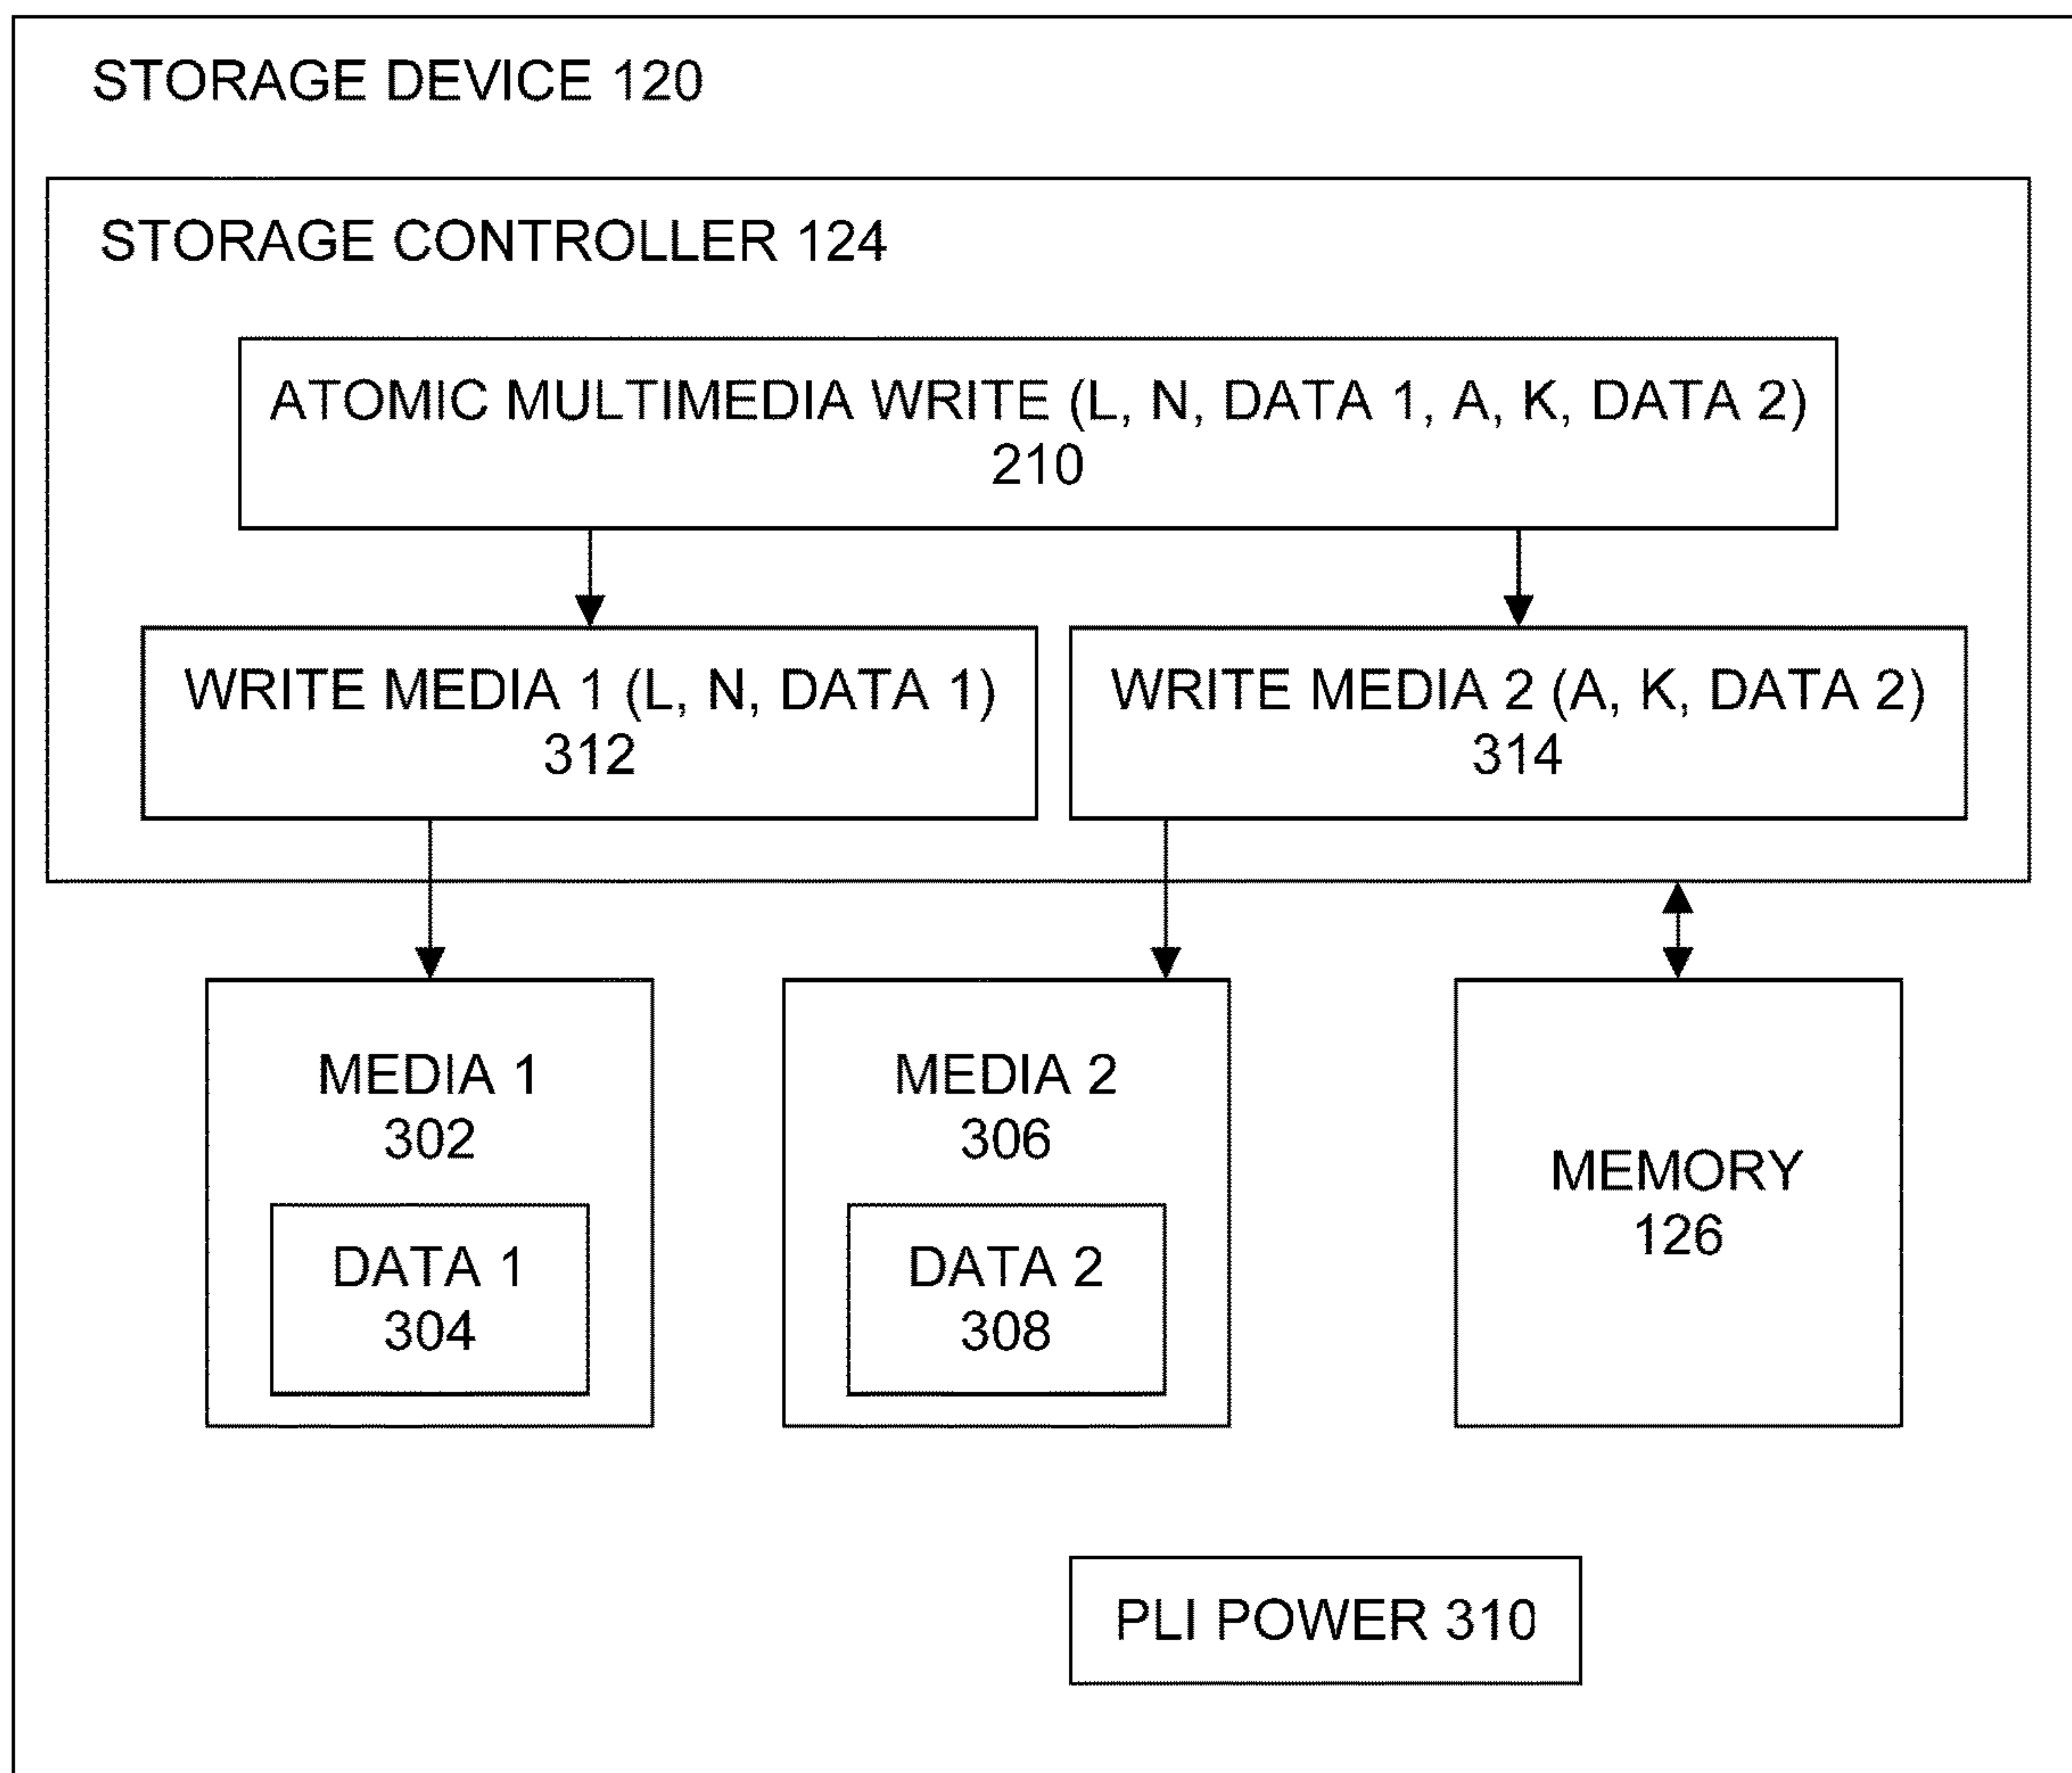 STORAGE DEVICE 120
STORAGE CONTROLLER 124
ATOMIC MULTIMEDIA WRITE (L, N, DATA 1, A, K, DATA 2)
210
WRITE MEDIA 1 (L, N, DATA 1)
312
WRITE MEDIA 2 (A, K, DATA 2)
314
MEDIA 1
302
DATA 1
304
MEDIA 2
306
DATA 2
308
MEMORY
126
PLI POWER 310